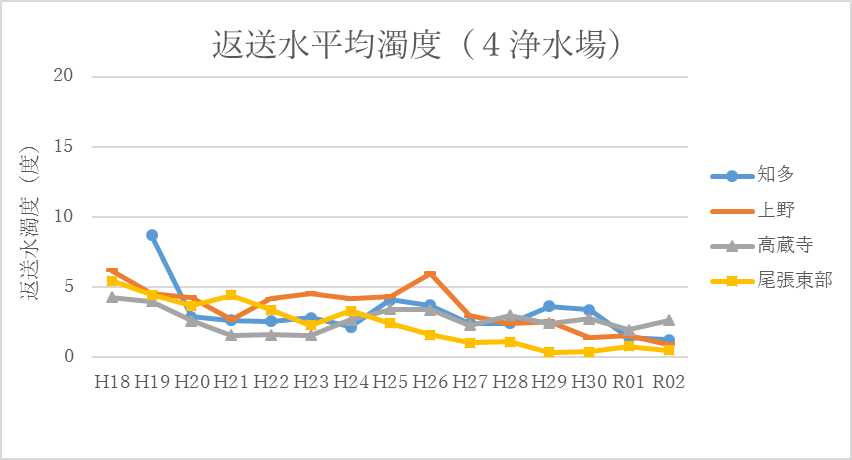 返送水平均濁度（４浄水場）
返送水濁度（度）
20
15
10
5
0
H18 H19 H20 H21 H22 H23 H24 H25 H26 H27 H28 H29 H30 R01 R02
知多
上野
高蔵寺
尾張東部